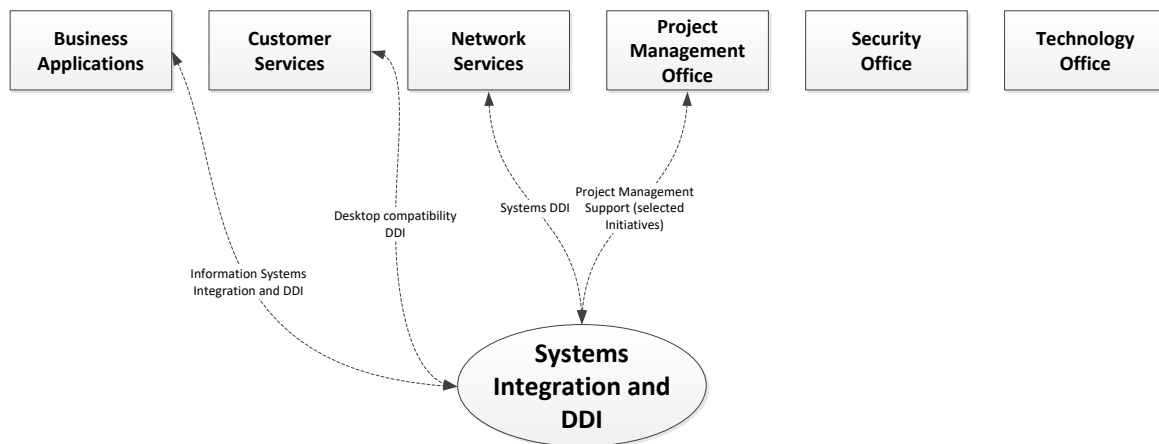 Business
Applications
Customer
Services
Network
Services
Project
Management
Office
Security
Office
Technology
Office
Project Management
Support (selected
Initiatives)
Systems DDI
Desktop compatibility
DDI
Information Systems
Integration and DDI
Systems
Integration and
DDI